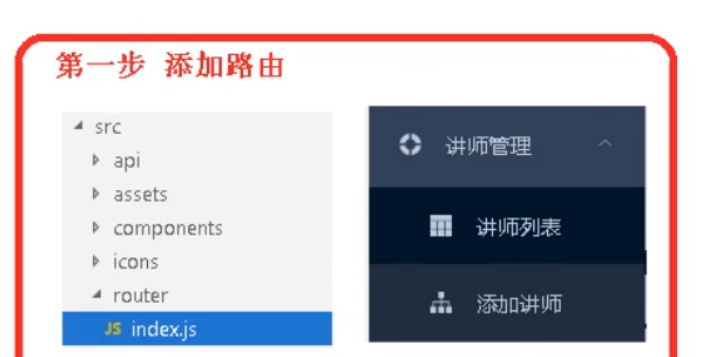 第一步 添加路由
src
api
assets
components
icons
router
JS index.js
讲师管理
讲师列表
添加讲师